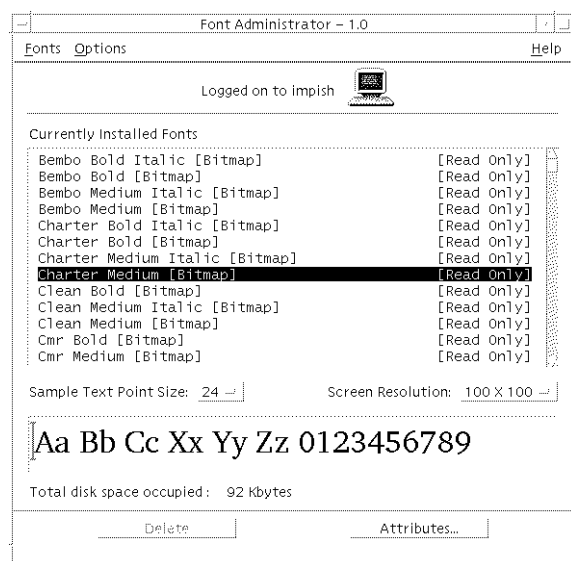 Font Administrator – 1.0
Fonts Options Help
Logged on to impish
Currently Installed Fonts
Bembo Bold Italic [Bitmap] [Read Only]
Bembo Bold [Bitmap] [Read Only]
Bembo Medium Italic [Bitmap] [Read Only]
Bembo Medium [Bitmap] [Read Only]
Charter Bold Italic [Bitmap] [Read Only]
Charter Bold [Bitmap] [Read Only]
Charter Medium Italic [Bitmap] [Read Only]
Charter Medium [Bitmap] [Read Only]
Clean Bold [Bitmap] [Read Only]
Clean Medium Italic [Bitmap] [Read Only]
Clean Medium [Bitmap] [Read Only]
Cmr Bold [Bitmap] [Read Only]
Cmr Medium [Bitmap] [Read Only]
Sample Text Point Size: 24 Screen Resolution: 100 X 100
Aa Bb Cc Xx Yy Zz 0123456789
Total disk space occupied : 92 Kbytes
Delete Attributes...